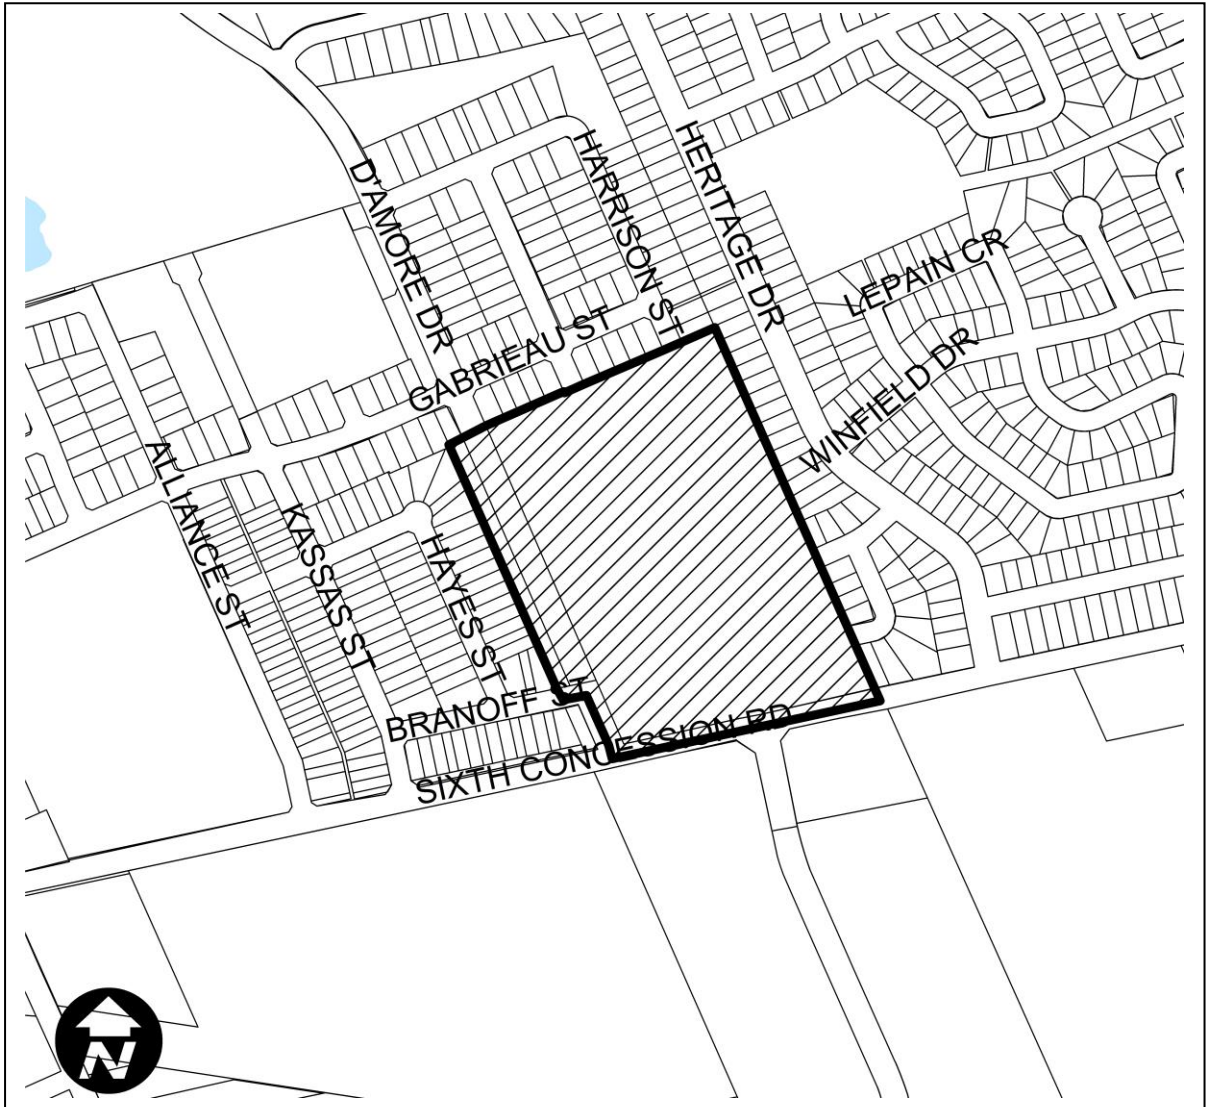 HARRISON ST
HERITAGE DR
D'AMORE DR
LEPAIN CR
GABRIEAU ST
WINFIELD DR
ALLIANCE ST
KASSAS ST
HAYES ST
BRANOFF ST
SIXTH CONCESSION RD
N